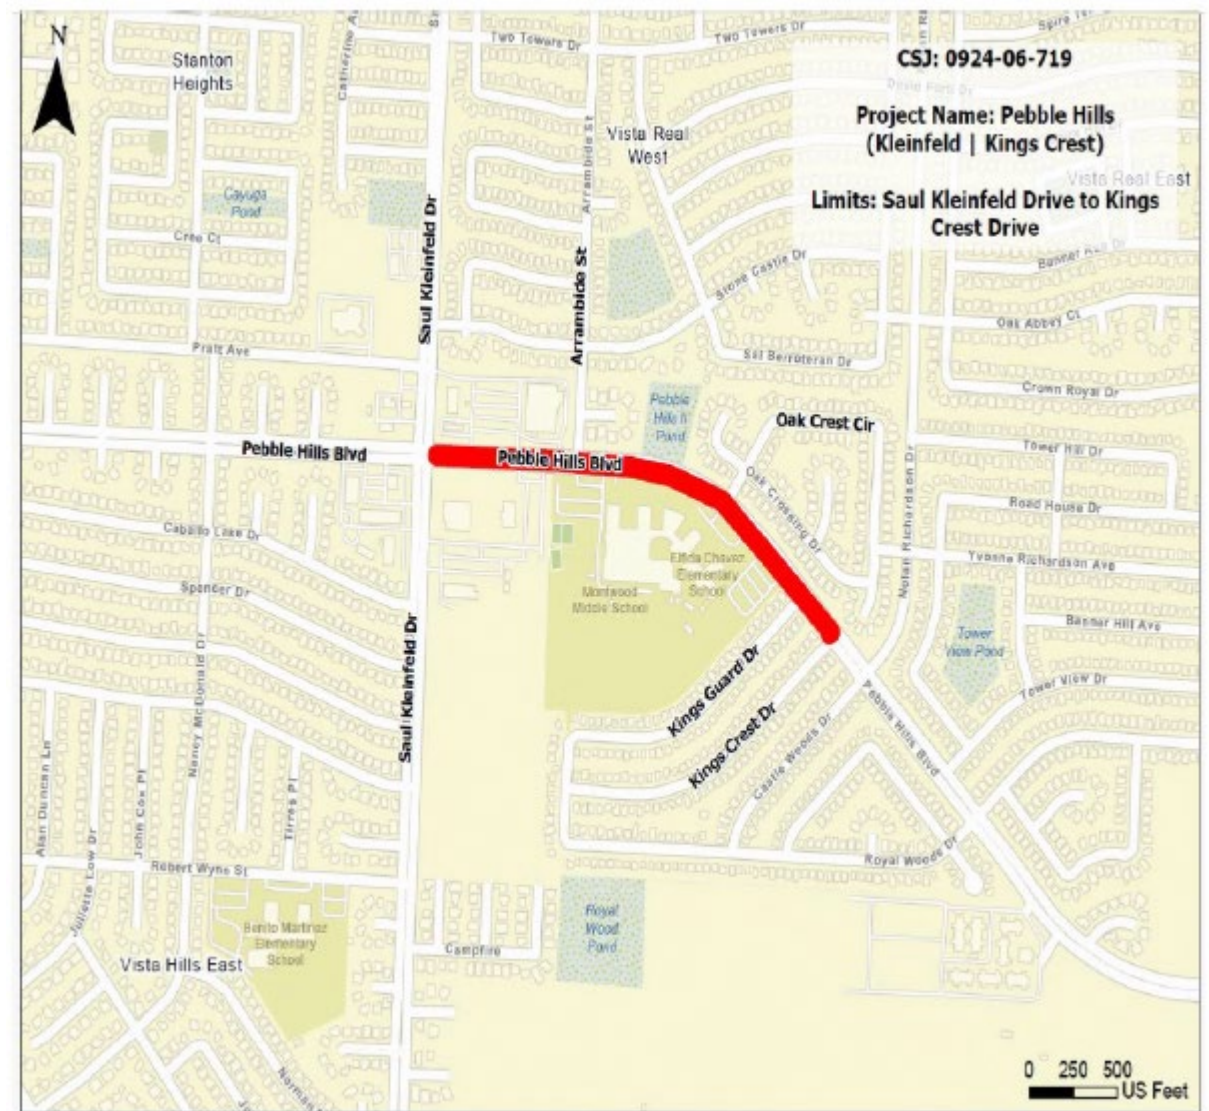 N
Stanton
Heights
Two Towers Dr
Two Towers Dr
CSJ: 0924-06-719
Project Name: Pebble Hills
(Kleinfeld | Kings Crest)
Limits: Saul Kleinfeld Drive to Kings
Crest Drive
Vista Real
West
Vista Real East
Arrambide St
Cayuga
Pond
Cree Ct
Saul Kleinfeld Dr
Arrambide St
Stone Castle Dr
Oak Abbey Ct
Pratt Ave
Sal Berroteran Dr
Crown Royal Dr
Pebble
Hills II
Pond
Oak Crest Cir
Pebble Hills Blvd
Pebble Hills Blvd
Tower Hill Dr
Nolan Richardson Dr
Oak Crossing Dr
Road House Dr
Caballo Lake Dr
Yvonne Richardson Ave
Elfida Chavez
Elementary
School
Spencer Dr
Montwood
Middle School
Banner Hill Ave
Tower
View Pond
Saul Kleinfeld Dr
Nancy McDonald Dr
Kings Guard Dr
Kings Crest Dr
Castle Woods Dr
Pebble Hills Blvd
Tower View Dr
Alan Duncan Ln
John Cox Pl
Tirres Pl
Juliette Low Dr
Robert Wynn St
Royal Woods Dr
Benito Martinez
Elementary
School
Royal
Wood
Pond
Campfire
Vista Hills East
0 250 500
US Feet